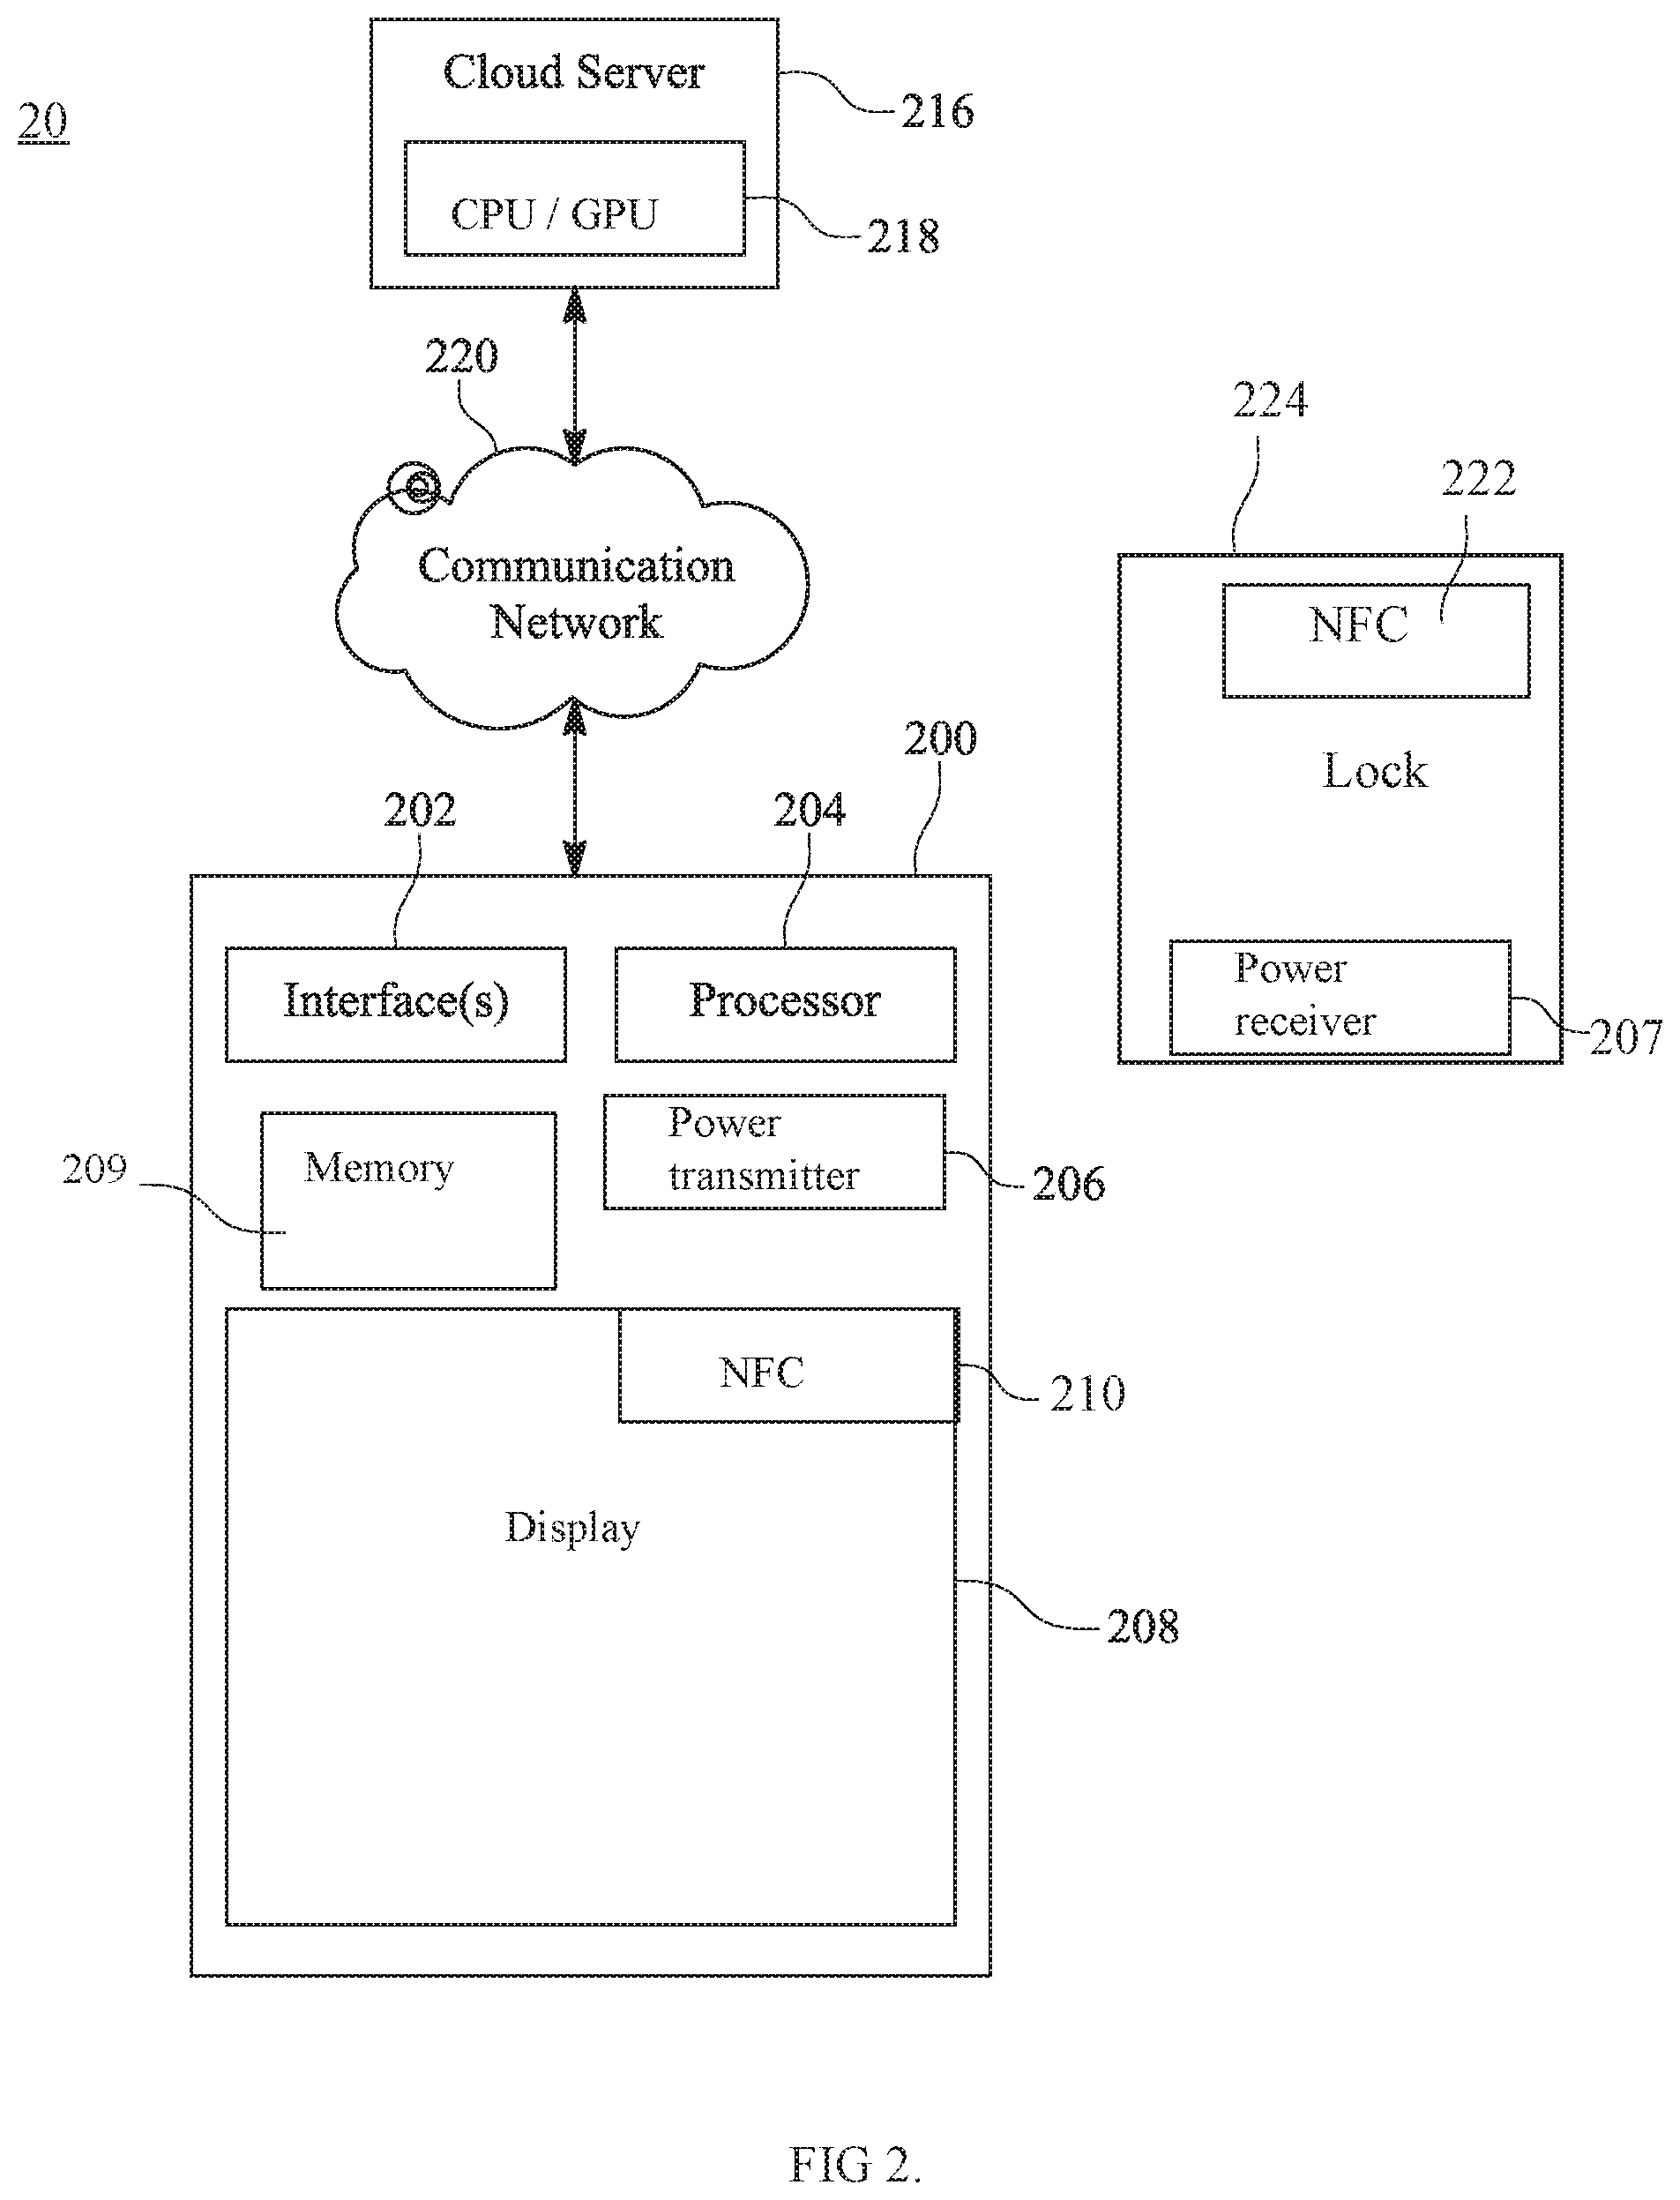 Cloud Server
216
20
CPU / GPU
218
220
224
222
Communication
Network
NFC
200
Lock
202
204
Interface(s)
Processor
Power
receiver
207
Memory
209
Power
transmitter
206
NFC
210
Display
208
FIG 2.